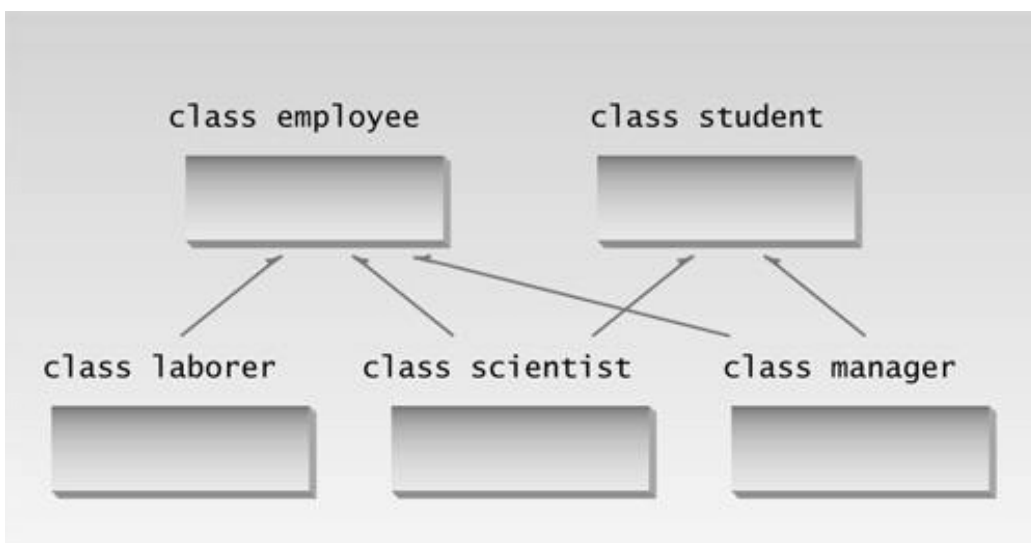 class employee
class student
class laborer
class scientist
class manager